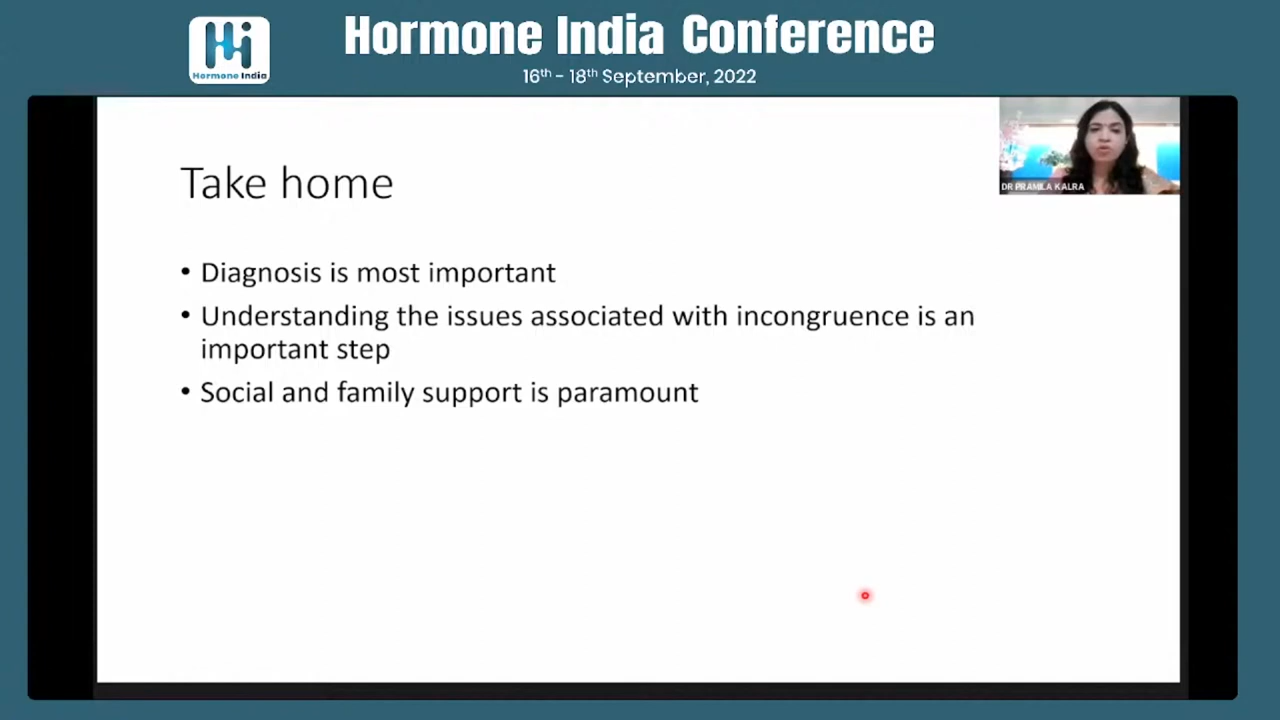 Hormone India
Hormone India Conference
16th - 18th September, 2022
DR PRAMILA KALRA
Take home
• Diagnosis is most important
• Understanding the issues associated with incongruence is an
important step
• Social and family support is paramount